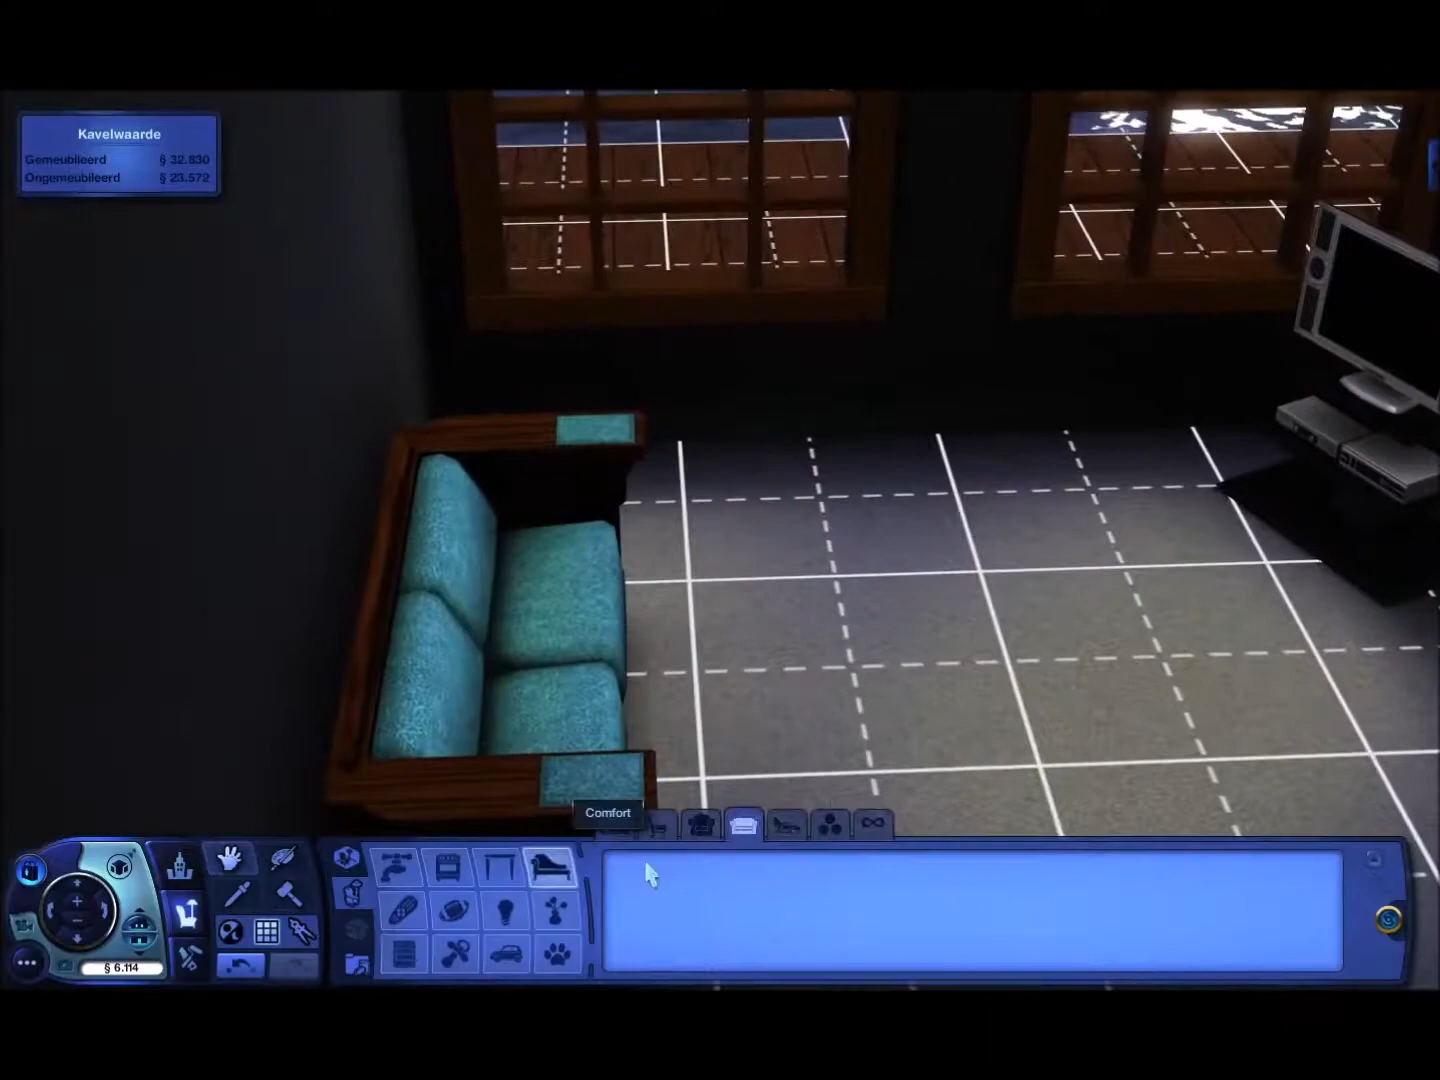 Kavelwaarde
Gemeubileerd § 32.830
Ongemeubileerd § 23.572
Comfort
§ 6.114